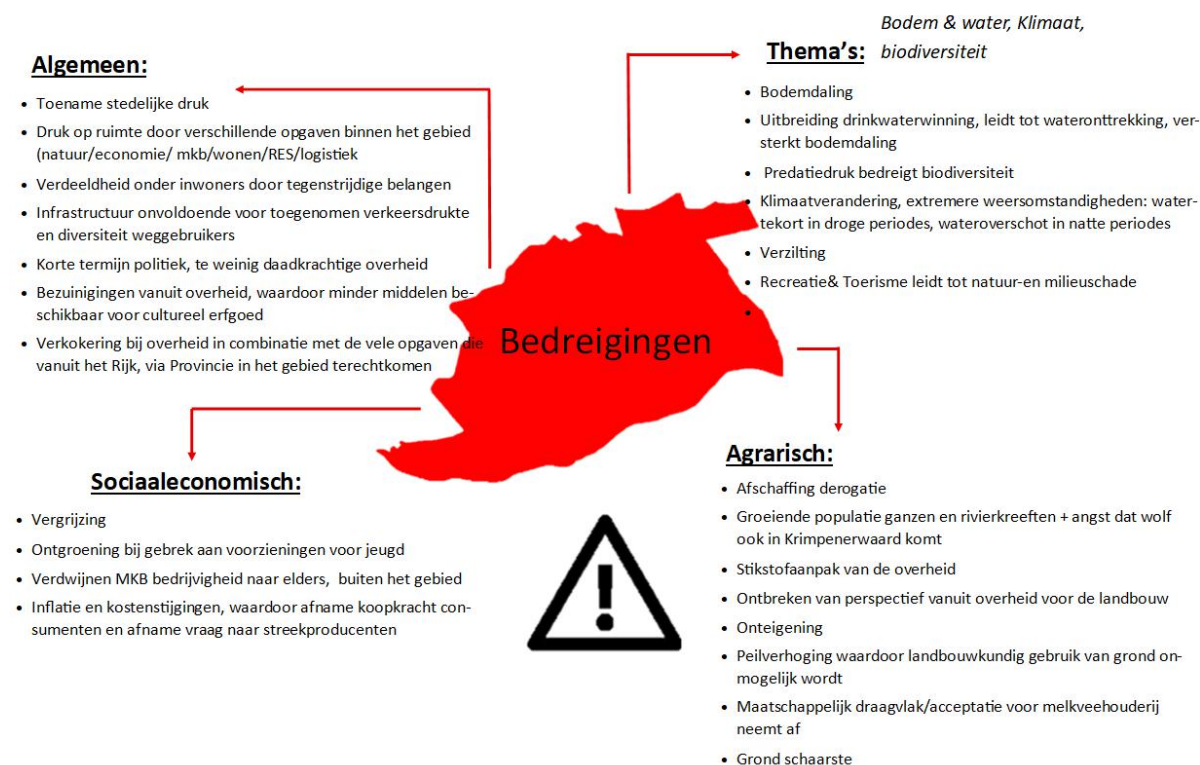 Algemeen:
• Toename stedelijke druk
• Druk op ruimte door verschillende opgaven binnen het gebied
(natuur/economie/ mkb/wonen/RES/logistiek
• Verdeeldheid onder inwoners door tegenstrijdige belangen
• Infrastructuur onvoldoende voor toegenomen verkeersdrukte
en diversiteit weggebruikers
• Korte termijn politiek, te weinig daadkrachtige overheid
• Bezuinigingen vanuit overheid, waardoor minder middelen be-
schikbaar voor cultureel erfgoed
• Verkokering bij overheid in combinatie met de vele opgaven die
vanuit het Rijk, via Provincie in het gebied terechtkomen
Thema's: Bodem & water, Klimaat,
biodiversiteit
• Bodemdaling
• Uitbreiding drinkwaterwinning, leidt tot wateronttrekking, ver-
sterkt bodemdaling
• Predatiedruk bedreigt biodiversiteit
• Klimaatverandering, extremere weersomstandigheden: water-
tekort in droge periodes, wateroverschot in natte periodes
• Verzilting
• Recreatie& Toerisme leidt tot natuur-en milieuschade
•
Bedreigingen
Sociaaleconomisch:
• Vergrijzing
• Ontgroening bij gebrek aan voorzieningen voor jeugd
• Verdwijnen MKB bedrijvigheid naar elders, buiten het gebied
• Inflatie en kostenstijgingen, waardoor afname koopkracht con-
sumenten en afname vraag naar streekproducenten
Agrarisch:
• Afschaffing derogatie
• Groeiende populatie ganzen en rivierkreeften + angst dat wolf
ook in Krimpenerwaard komt
• Stikstofaanpak van de overheid
• Ontbreken van perspectief vanuit overheid voor de landbouw
• Onteigening
• Peilverhoging waardoor landbouwkundig gebruik van grond on-
mogelijk wordt
• Maatschappelijk draagvlak/acceptatie voor melkveehouderij
neemt af
• Grond schaarste